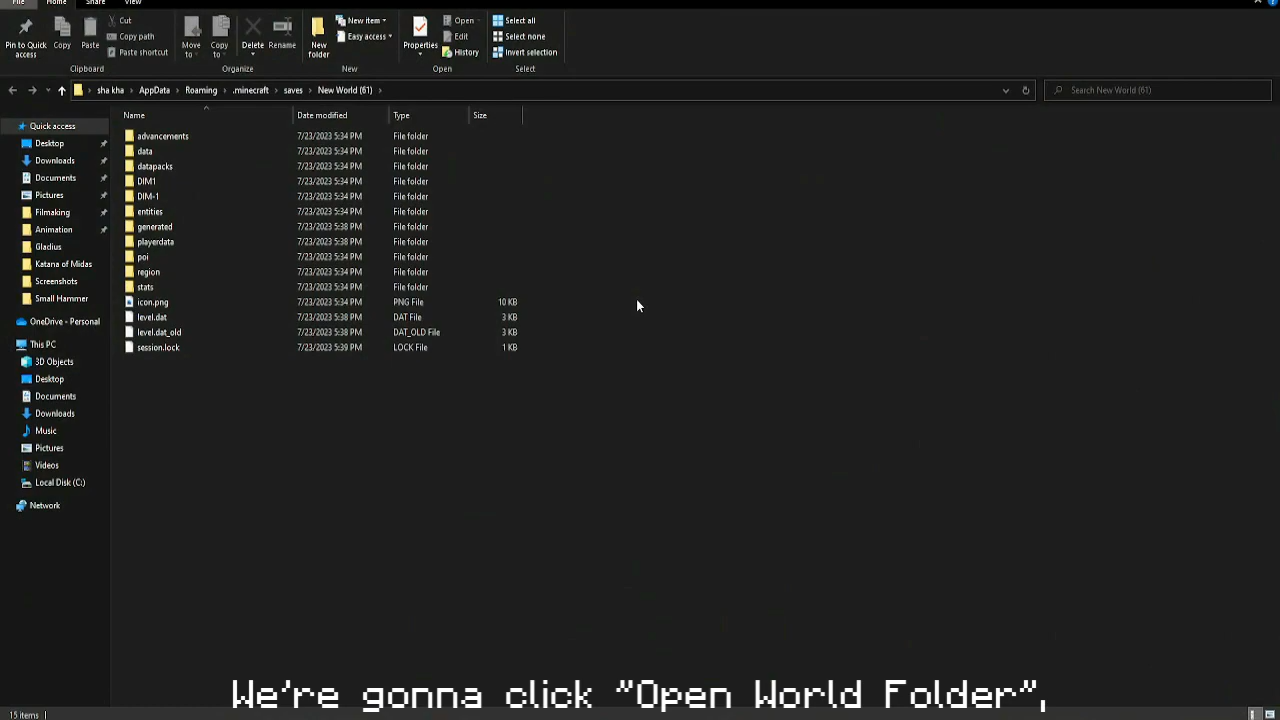 File Home Share View
Pin to Quick access
Copy
Paste
Cut
Copy path
Paste shortcut
Move to
Copy to
Delete
Rename
New folder
New item
Easy access
Properties
Open
Edit
History
Select all
Select none
Invert selection
Clipboard Organize New Open Select
sha kha > AppData > Roaming > .minecraft > saves > New World (61) >
Search New World (61)
Name Date modified Type Size
advancements 7/23/2023 5:34 PM File folder
data 7/23/2023 5:34 PM File folder
datapacks 7/23/2023 5:34 PM File folder
DIM1 7/23/2023 5:34 PM File folder
DIM-1 7/23/2023 5:34 PM File folder
entities 7/23/2023 5:34 PM File folder
generated 7/23/2023 5:38 PM File folder
playerdata 7/23/2023 5:38 PM File folder
poi 7/23/2023 5:34 PM File folder
region 7/23/2023 5:34 PM File folder
stats 7/23/2023 5:34 PM File folder
icon.png 7/23/2023 5:34 PM PNG File 10 KB
level.dat 7/23/2023 5:38 PM DAT File 3 KB
level.dat_old 7/23/2023 5:38 PM DAT_OLD File 3 KB
session.lock 7/23/2023 5:39 PM LOCK File 1 KB
Quick access
Desktop
Downloads
Documents
Pictures
Filmaking
Animation
Gladius
Katana of Midas
Screenshots
Small Hammer
OneDrive - Personal
This PC
3D Objects
Desktop
Documents
Downloads
Music
Pictures
Videos
Local Disk (C:)
Network
We're gonna click "Open World Folder",
15 items